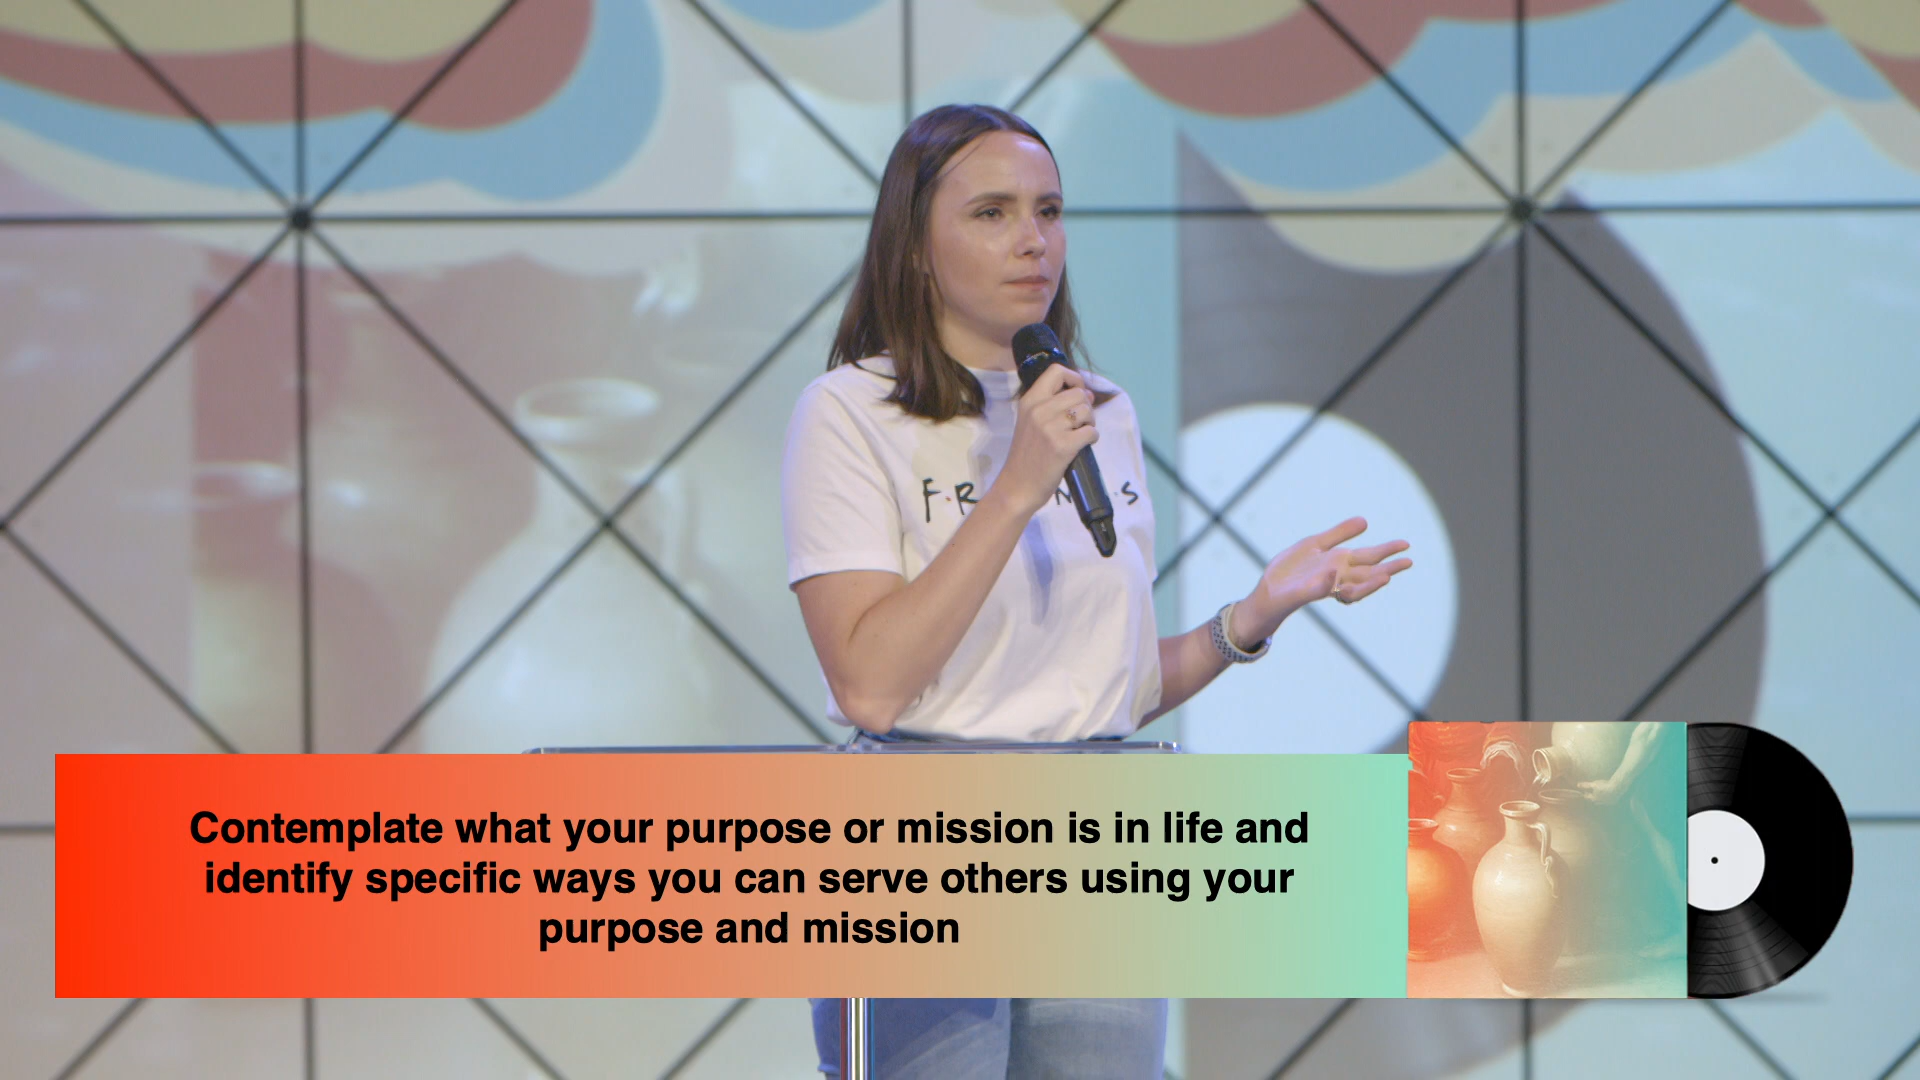 F·R
N
·S
Contemplate what your purpose or mission is in life and
identify specific ways you can serve others using your
purpose and mission